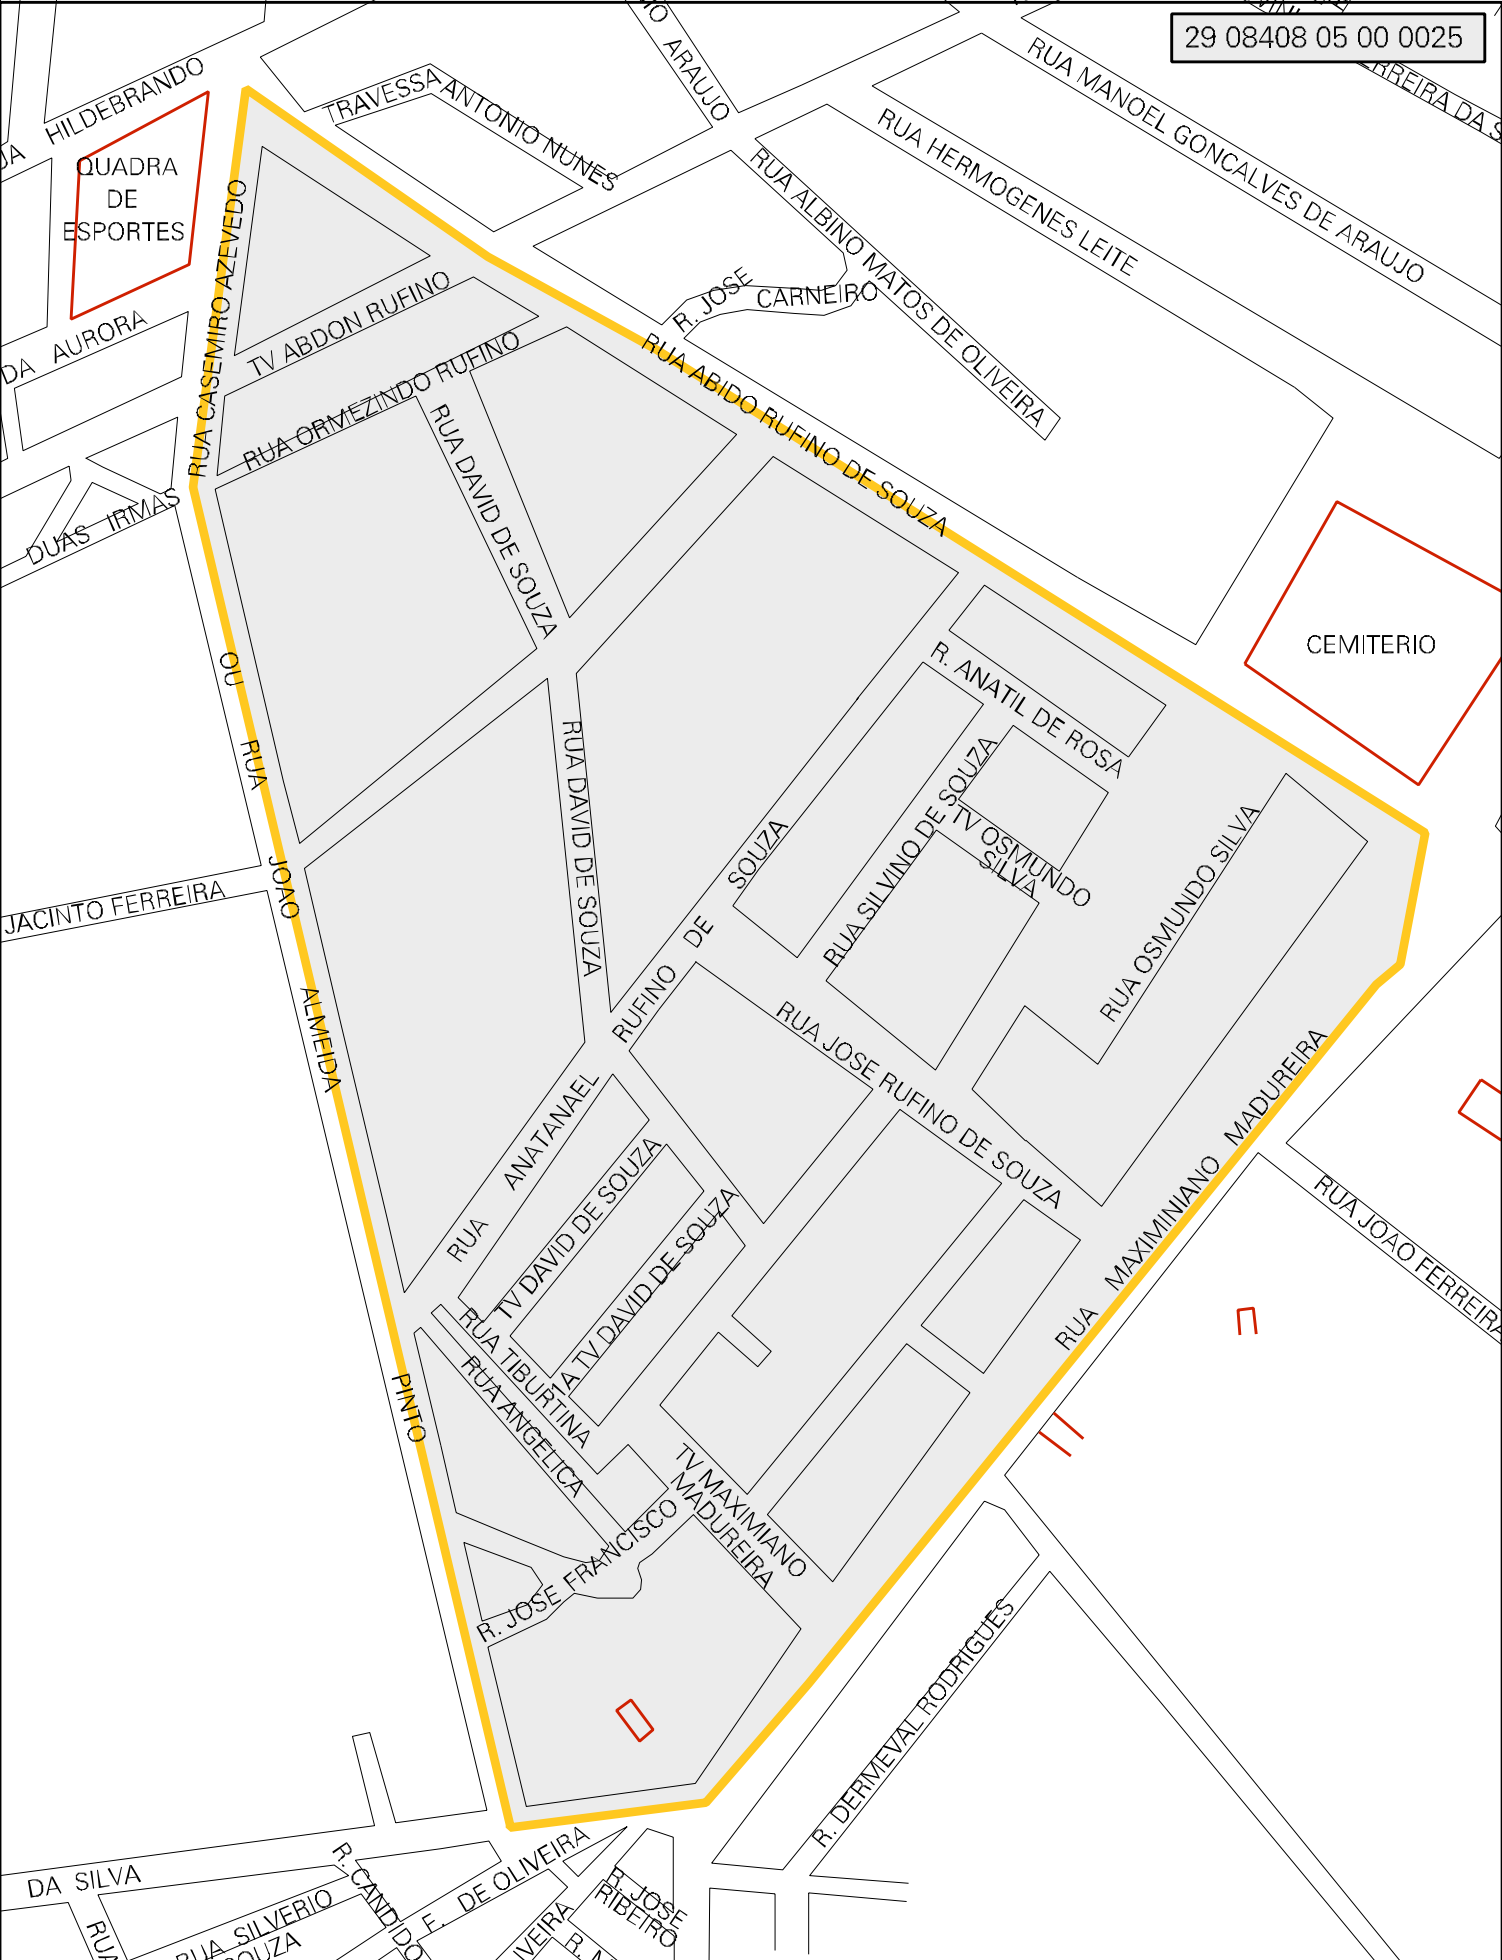 29 08408 05 00 0025
HILDEBRANDO
QUADRA
DE
ESPORTES
TRAVESSA ANTONIO NUNES
ARAUJO
RUA MANOEL GONCALVES DE ARAUJO
RUA HERMOGENES LEITE
RUA ALBINO MATOS DE OLIVEIRA
R. JOSE CARNEIRO
RUA CASEMIRO AZEVEDO
OU RUA JOAO ALMEIDA PINTO
DA AURORA
TV ABDON RUFINO
RUA ORMEZINDO RUFINO
RUA ABIDO RUFINO DE SOUZA
RUA DAVID DE SOUZA
DUAS IRMAS
CEMITERIO
R. ANATIL DE ROSA
RUA DAVID DE SOUZA
RUA SILVINO DE SOUZA
TV OSMUNDO
SILVA
RUA OSMUNDO SILVA
JACINTO FERREIRA
RUA ANATANAEL RUFINO DE SOUZA
RUA JOSE RUFINO DE SOUZA
RUA MAXIMINIANO MADUREIRA
RUA JOAO FERREIRA
TV DAVID DE SOUZA
1A TV DAVID DE SOUZA
RUA TIBURTINA
RUA ANGELICA
TV MAXIMIANO
MADUREIRA
R. JOSE FRANCISCO
R. DERMEVAL RODRIGUES
DA SILVA
R. CANDIDO
F. DE OLIVEIRA
R. JOSE
RIBEIRO
RUA SILVERIO
RUA